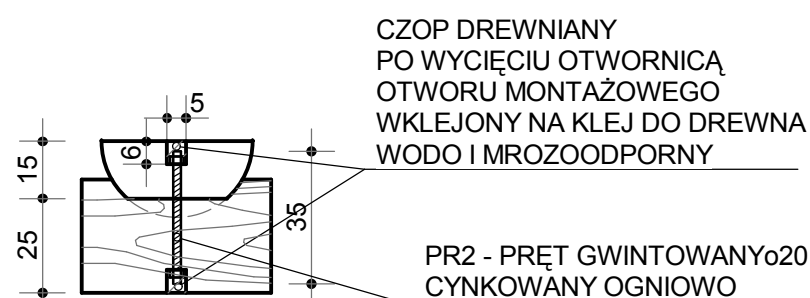 CZOP DREWNIANY
PO WYCIĘCIU OTWORNICĄ
OTWORU MONTAŻOWEGO
WKLEJONY NA KLEJ DO DREWNA
WODO I MROZOODPORNY
5
6
15
25
35
PR2 - PRĘT GWINTOWANYo20
CYNKOWANY OGNIOWO